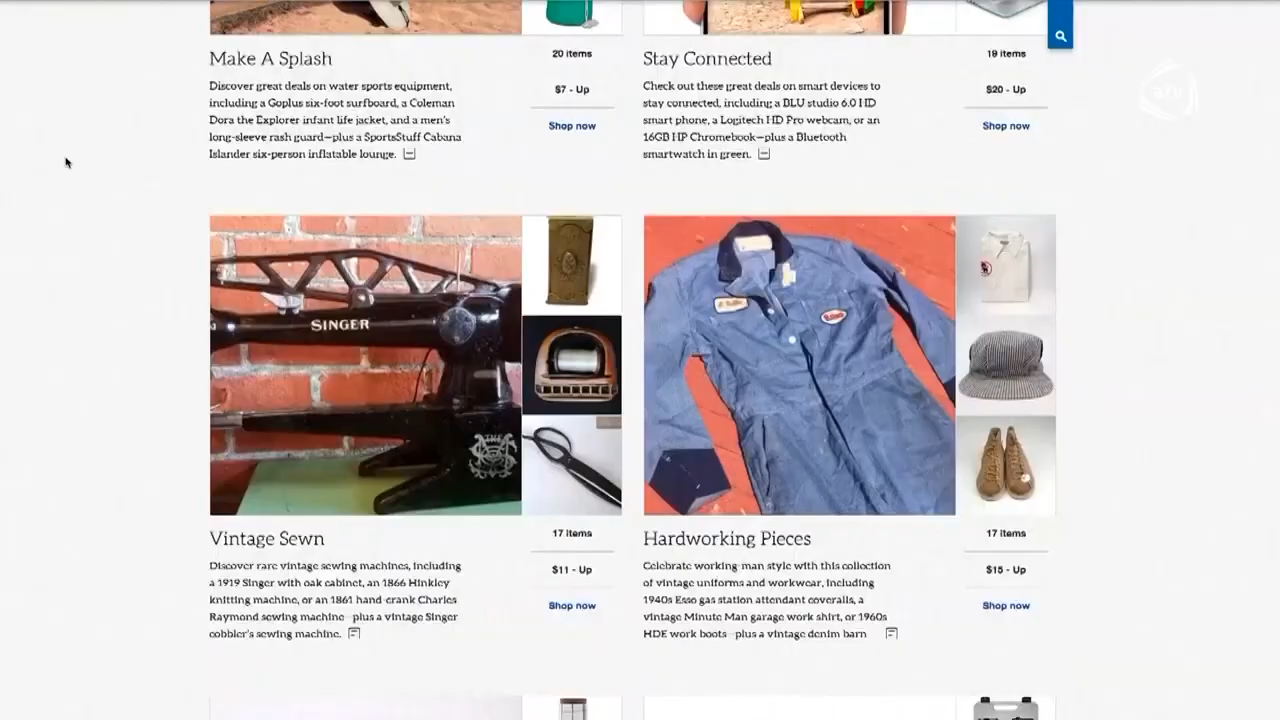 Make A Splash
20 items
Discover great deals on water sports equipment,
including a Goplus six-foot surfboard, a Coleman
Dora the Explorer infant life jacket, and a men's
long-sleeve rash guard—plus a SportsStuff Cabana
Islander six-person inflatable lounge.
$7 - Up
Shop now
Stay Connected
19 items
Check out these great deals on smart devices to
stay connected, including a BLU studio 6.0 HD
smart phone, a Logitech HD Pro webcam, or an
16GB HP Chromebook—plus a Bluetooth
smartwatch in green.
$20 - Up
Shop now
SINGER
Vintage Sewn
17 items
Discover rare vintage sewing machines, including
a 1919 Singer with oak cabinet, an 1866 Hinkley
knitting machine, or an 1861 hand-crank Charles
Raymond sewing machine—plus a vintage Singer
cobbler's sewing machine.
$11 - Up
Shop now
Hardworking Pieces
17 items
Celebrate working-man style with this collection
of vintage uniforms and workwear, including
1940s Esso gas station attendant coveralls, a
vintage Minute Man garage work shirt, or 1960s
HDE work boots—plus a vintage denim barn
$15 - Up
Shop now